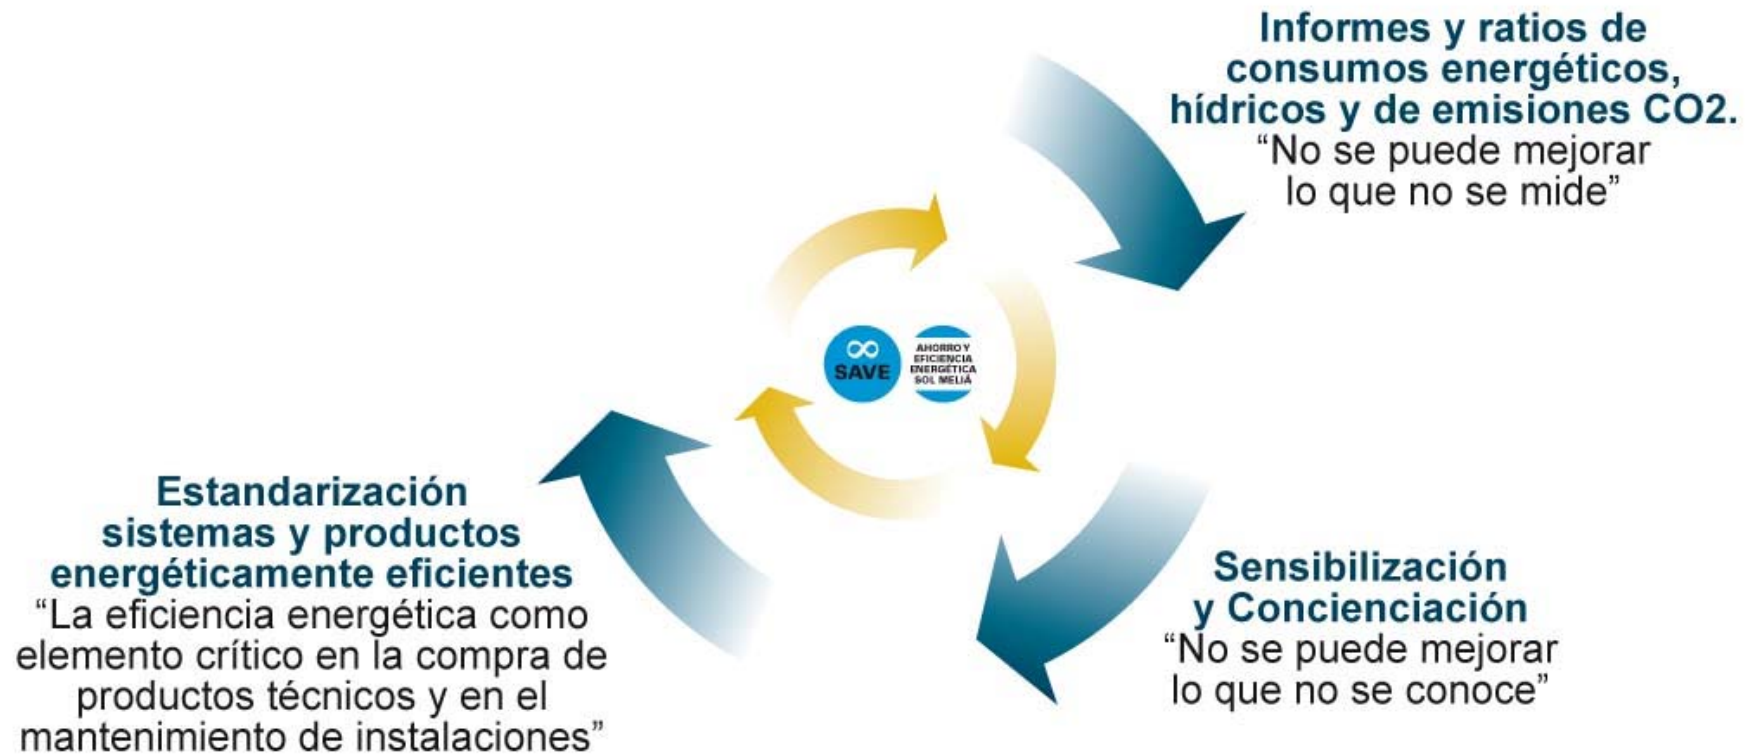 Informes y ratios de
consumos energéticos,
hídricos y de emisiones CO2.
“No se puede mejorar
lo que no se mide”
∞
SAVE
AHORRO Y
EFICIENCIA
ENERGÉTICA
SOL MELIÁ
Estandarización
sistemas y productos
energéticamente eficientes
“La eficiencia energética como
elemento crítico en la compra de
productos técnicos y en el
mantenimiento de instalaciones”
Sensibilización
y Concienciación
“No se puede mejorar
lo que no se conoce”